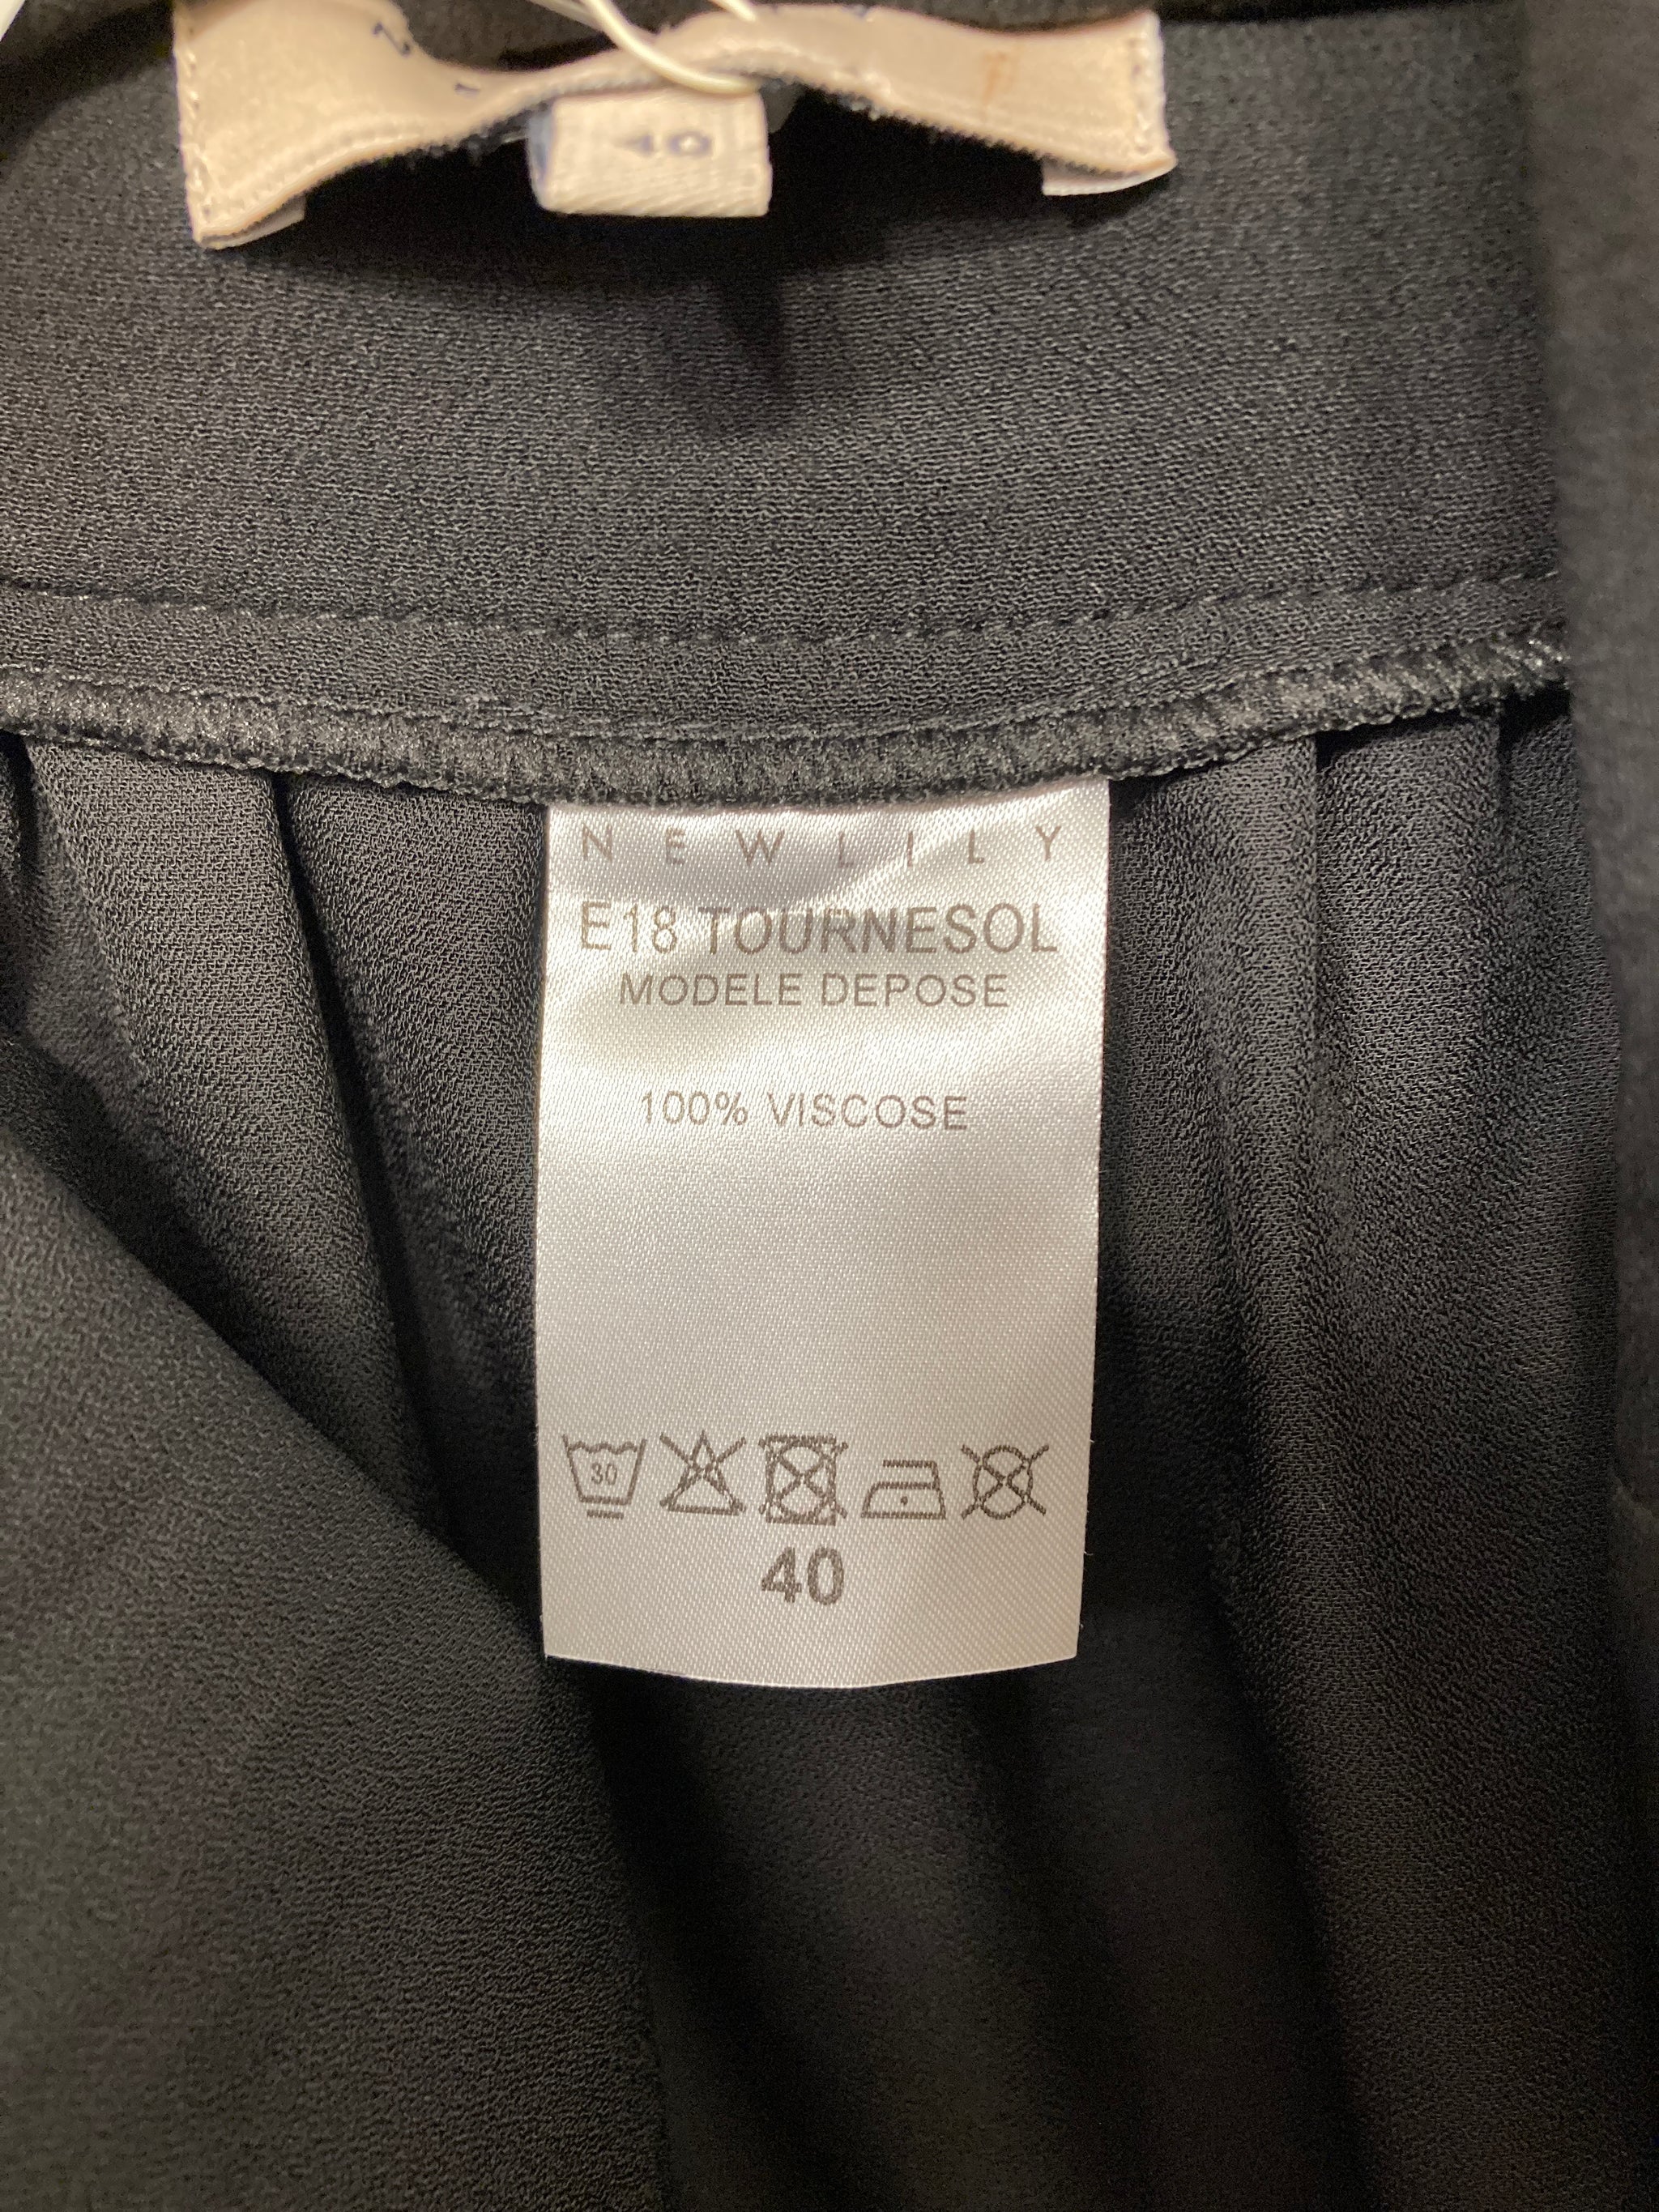 40
NEWLILY
E18 TOURNESOL
MODELE DEPOSE
100% VISCOSE
30
40